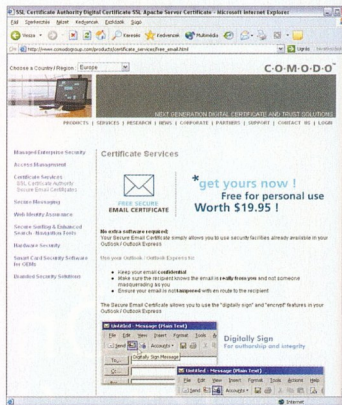 SSL Certificate Authority Digital Certificate SSL Apache Server Certificate - Microsoft Internet Explorer
Fájl Szerkesztés Nézet Kedvencek Eszközök Súgó
Vissza Keresés Kedvencek Multimédia
http://www.comodogroup.com/products/certificate_services/free_email.html Ugrás
Choose a Country / Region: Europe
C·O·M·O·D·O
NEXT GENERATION DIGITAL CERTIFICATE AND TRUST SOLUTIONS
PRODUCTS | SERVICES | RESEARCH | NEWS | CORPORATE | PARTNERS | SUPPORT | CONTACT US | LOGIN
Managed Enterprise Security
Access Management
Certificate Services
SSL Certificate Authority
Secure Email Certificates
Secure Messaging
Web Identity Assurance
Secure Surfing & Enhanced
Search Navigation Tools
Hardware Security
Smart Card Security Software
for OEMs
Branded Security Solutions
Certificate Services
FREE SECURE
EMAIL CERTIFICATE
*get yours now !
Free for personal use
Worth $19.95 !
No extra software required!
Your Secure Email Certificate simply allows you to use security facilities already available in your
Outlook / Outlook Express
Use your Outlook / Outlook Express to:
Keep your email confidential
Make sure the recipient knows the email is really from you and not someone
masquerading as you
Ensure your email is not tampered with en route to the recipient
The Secure Email Certificate allows you to use the "digitally sign" and "encrypt" features in your
Outlook / Outlook Express
Untitled - Message (Plain Text)
File Edit View Insert Format Tools Actions
Send Accounts
Digitally Sign Message
To...
Digitally Sign
For authorship and integrity
Untitled - Message (Plain Text)
File Edit View Insert Format Tools Actions Help
Send Accounts
Internet